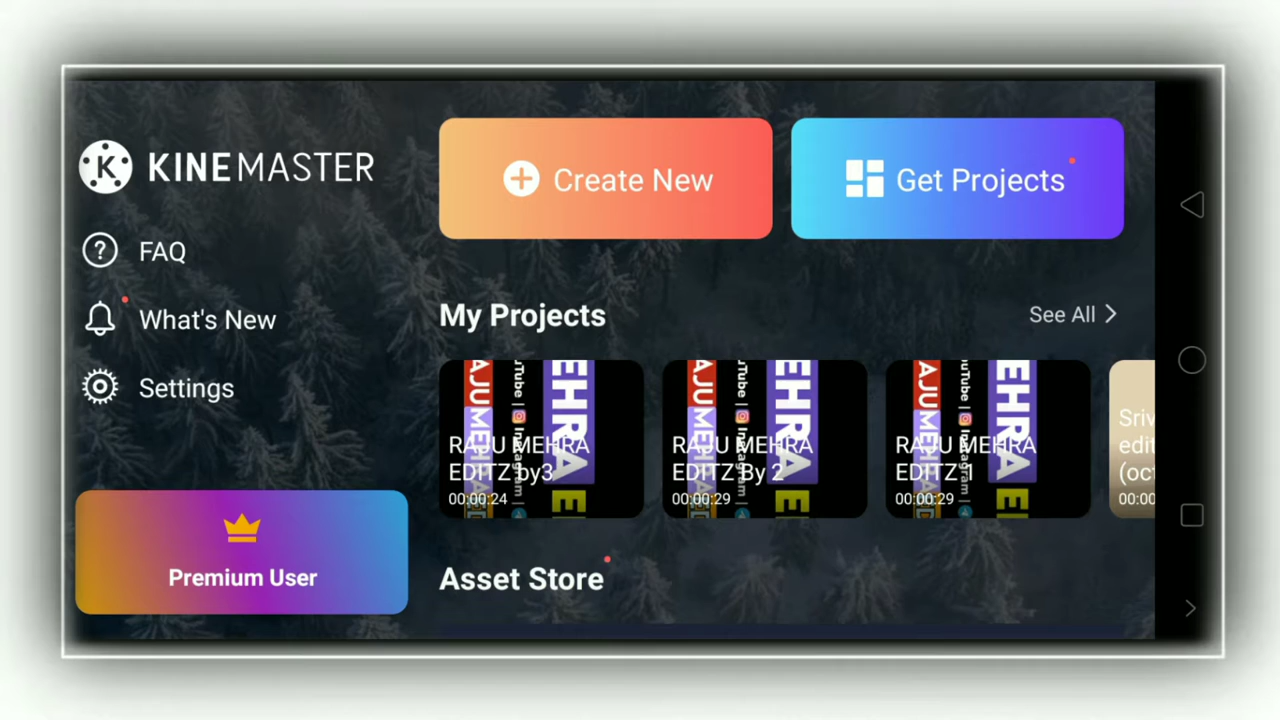 KINEMASTER
FAQ
What's New
Settings
Premium User
Create New
Get Projects
My Projects
See All
RAJU MEHRA
EDITZ by3
00:00:24
RAJU MEHRA
EDITZ By 2
00:00:29
RAJU MEHRA
EDITZ 1
00:00:29
Asset Store